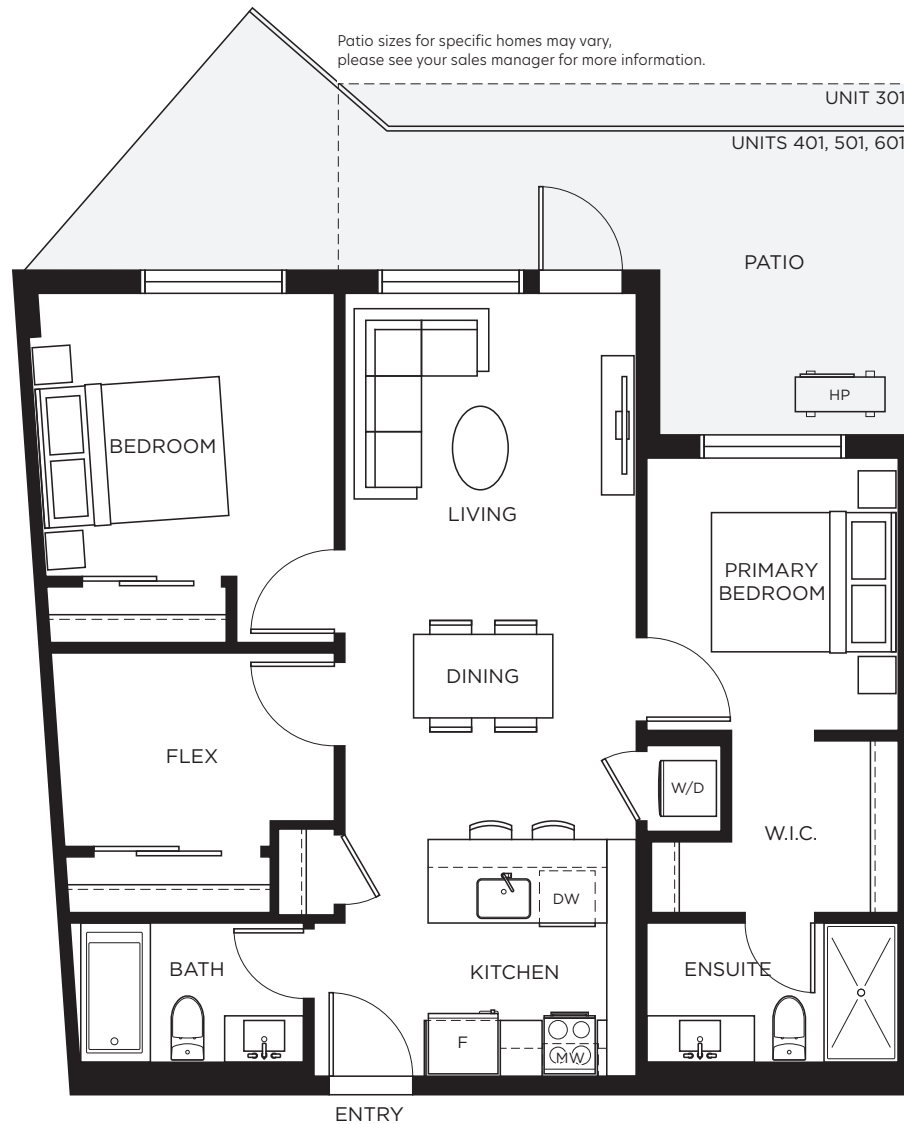 Patio sizes for specific homes may vary,
please see your sales manager for more information.
UNIT 301
UNITS 401, 501, 601
PATIO
HP
BEDROOM
LIVING
PRIMARY
BEDROOM
DINING
FLEX
W/D
W.I.C.
DW
BATH
KITCHEN
ENSUITE
F
MW
ENTRY